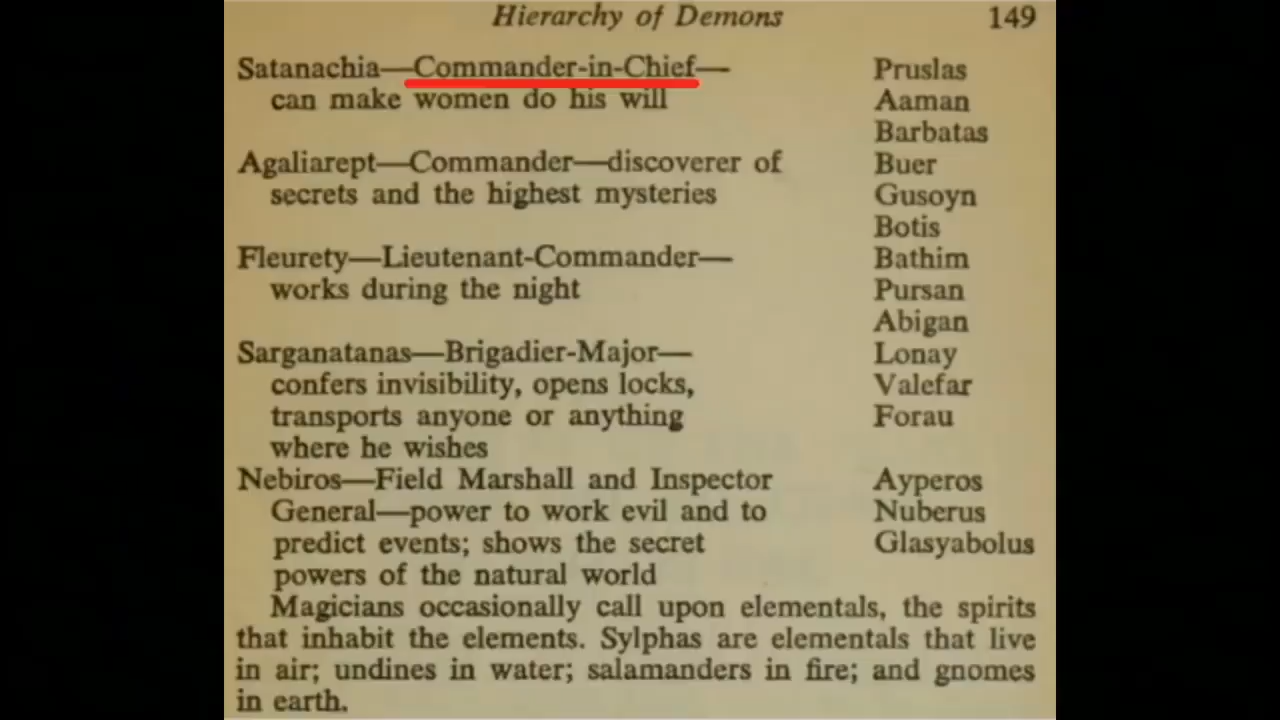 Hierarchy of Demons 149
Satanachia—Commander-in-Chief— Pruslas
can make women do his will Aaman
Barbatas
Agaliarept—Commander—discoverer of Buer
secrets and the highest mysteries Gusoyn
Botis
Fleurety—Lieutenant-Commander— Bathim
works during the night Pursan
Abigan
Sarganatanas—Brigadier-Major— Lonay
confers invisibility, opens locks, Valefar
transports anyone or anything Forau
where he wishes
Nebiros—Field Marshall and Inspector Ayperos
General—power to work evil and to Nuberus
predict events; shows the secret Glasyabolus
powers of the natural world
Magicians occasionally call upon elementals, the spirits
that inhabit the elements. Sylphas are elementals that live
in air; undines in water; salamanders in fire; and gnomes
in earth.